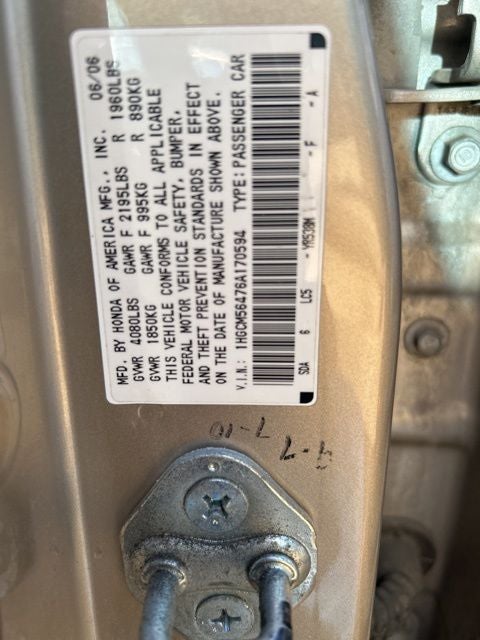 MFD. BY HONDA OF AMERICA MFG., INC. 06/06
GVWR 4080LBS GAWR F 2195LBS R 1960LBS
GVWR 1850KG GAWR F 995KG R 890KG
THIS VEHICLE CONFORMS TO ALL APPLICABLE
FEDERAL MOTOR VEHICLE SAFETY, BUMPER,
AND THEFT PREVENTION STANDARDS IN EFFECT
ON THE DATE OF MANUFACTURE SHOWN ABOVE.
V.I.N.: 1HGCM56476A170594 TYPE: PASSENGER CAR
SDA 6 LC5 - YR538M - F - A
7-10